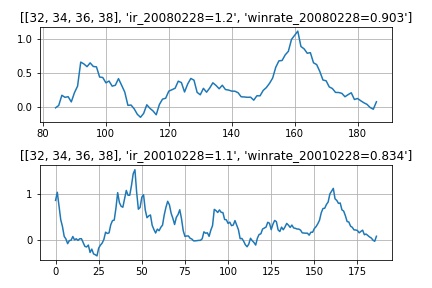 [[32, 34, 36, 38], 'ir_20080228=1.2', 'winrate_20080228=0.903']
1.0
0.5
0.0
80 100 120 140 160 180
[[32, 34, 36, 38], 'ir_20010228=1.1', 'winrate_20010228=0.834']
1
0
0 25 50 75 100 125 150 175